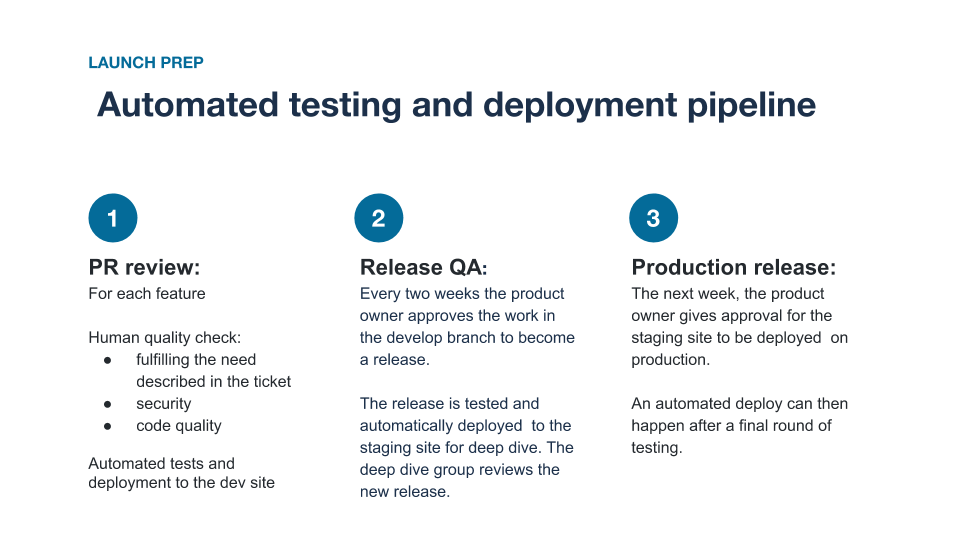 LAUNCH PREP
Automated testing and deployment pipeline
1
PR review:
For each feature
Human quality check:
● fulfilling the need
described in the ticket
● security
● code quality
Automated tests and
deployment to the dev site
2
Release QA:
Every two weeks the product
owner approves the work in
the develop branch to become
a release.
The release is tested and
automatically deployed  to the
staging site for deep dive. The
deep dive group reviews the
new release.
3
Production release:
The next week, the product
owner gives approval for the
staging site to be deployed  on
production.
An automated deploy can then
happen after a final round of
testing.